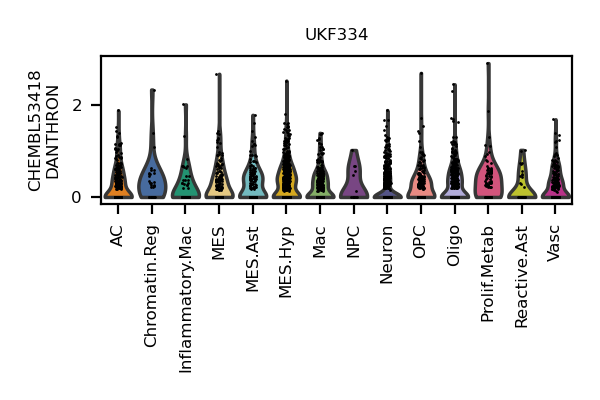 UKF334
CHEMBL53418
DANTHRON
2
0
AC
Chromatin.Reg
Inflammatory.Mac
MES
MES.Ast
MES.Hyp
Mac
NPC
Neuron
OPC
Oligo
Prolif.Metab
Reactive.Ast
Vasc